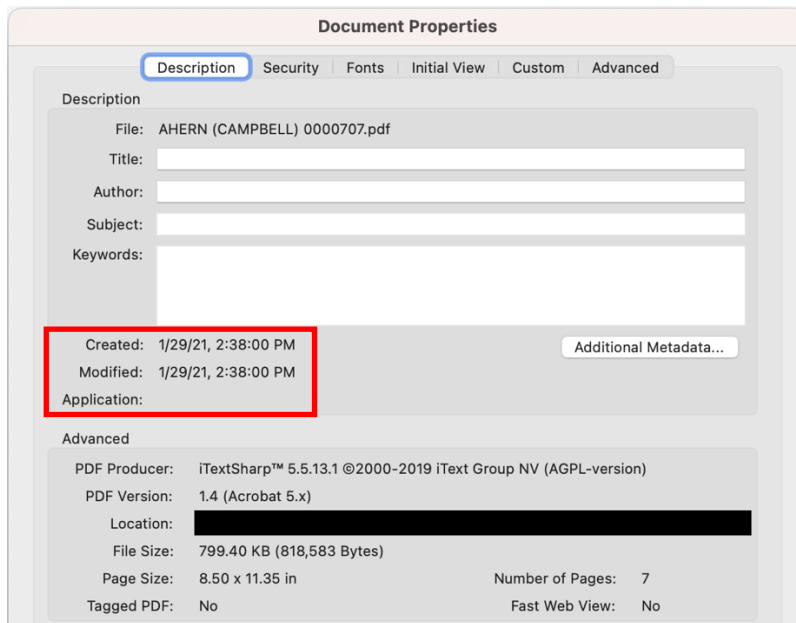 Document Properties
Description Security Fonts Initial View Custom Advanced
Description
File: AHERN (CAMPBELL) 0000707.pdf
Title:
Author:
Subject:
Keywords:
Created: 1/29/21, 2:38:00 PM
Additional Metadata...
Modified: 1/29/21, 2:38:00 PM
Application:
Advanced
PDF Producer: iTextSharp™ 5.5.13.1 ©2000-2019 iText Group NV (AGPL-version)
PDF Version: 1.4 (Acrobat 5.x)
Location:
File Size: 799.40 KB (818,583 Bytes)
Page Size: 8.50 x 11.35 in Number of Pages: 7
Tagged PDF: No Fast Web View: No